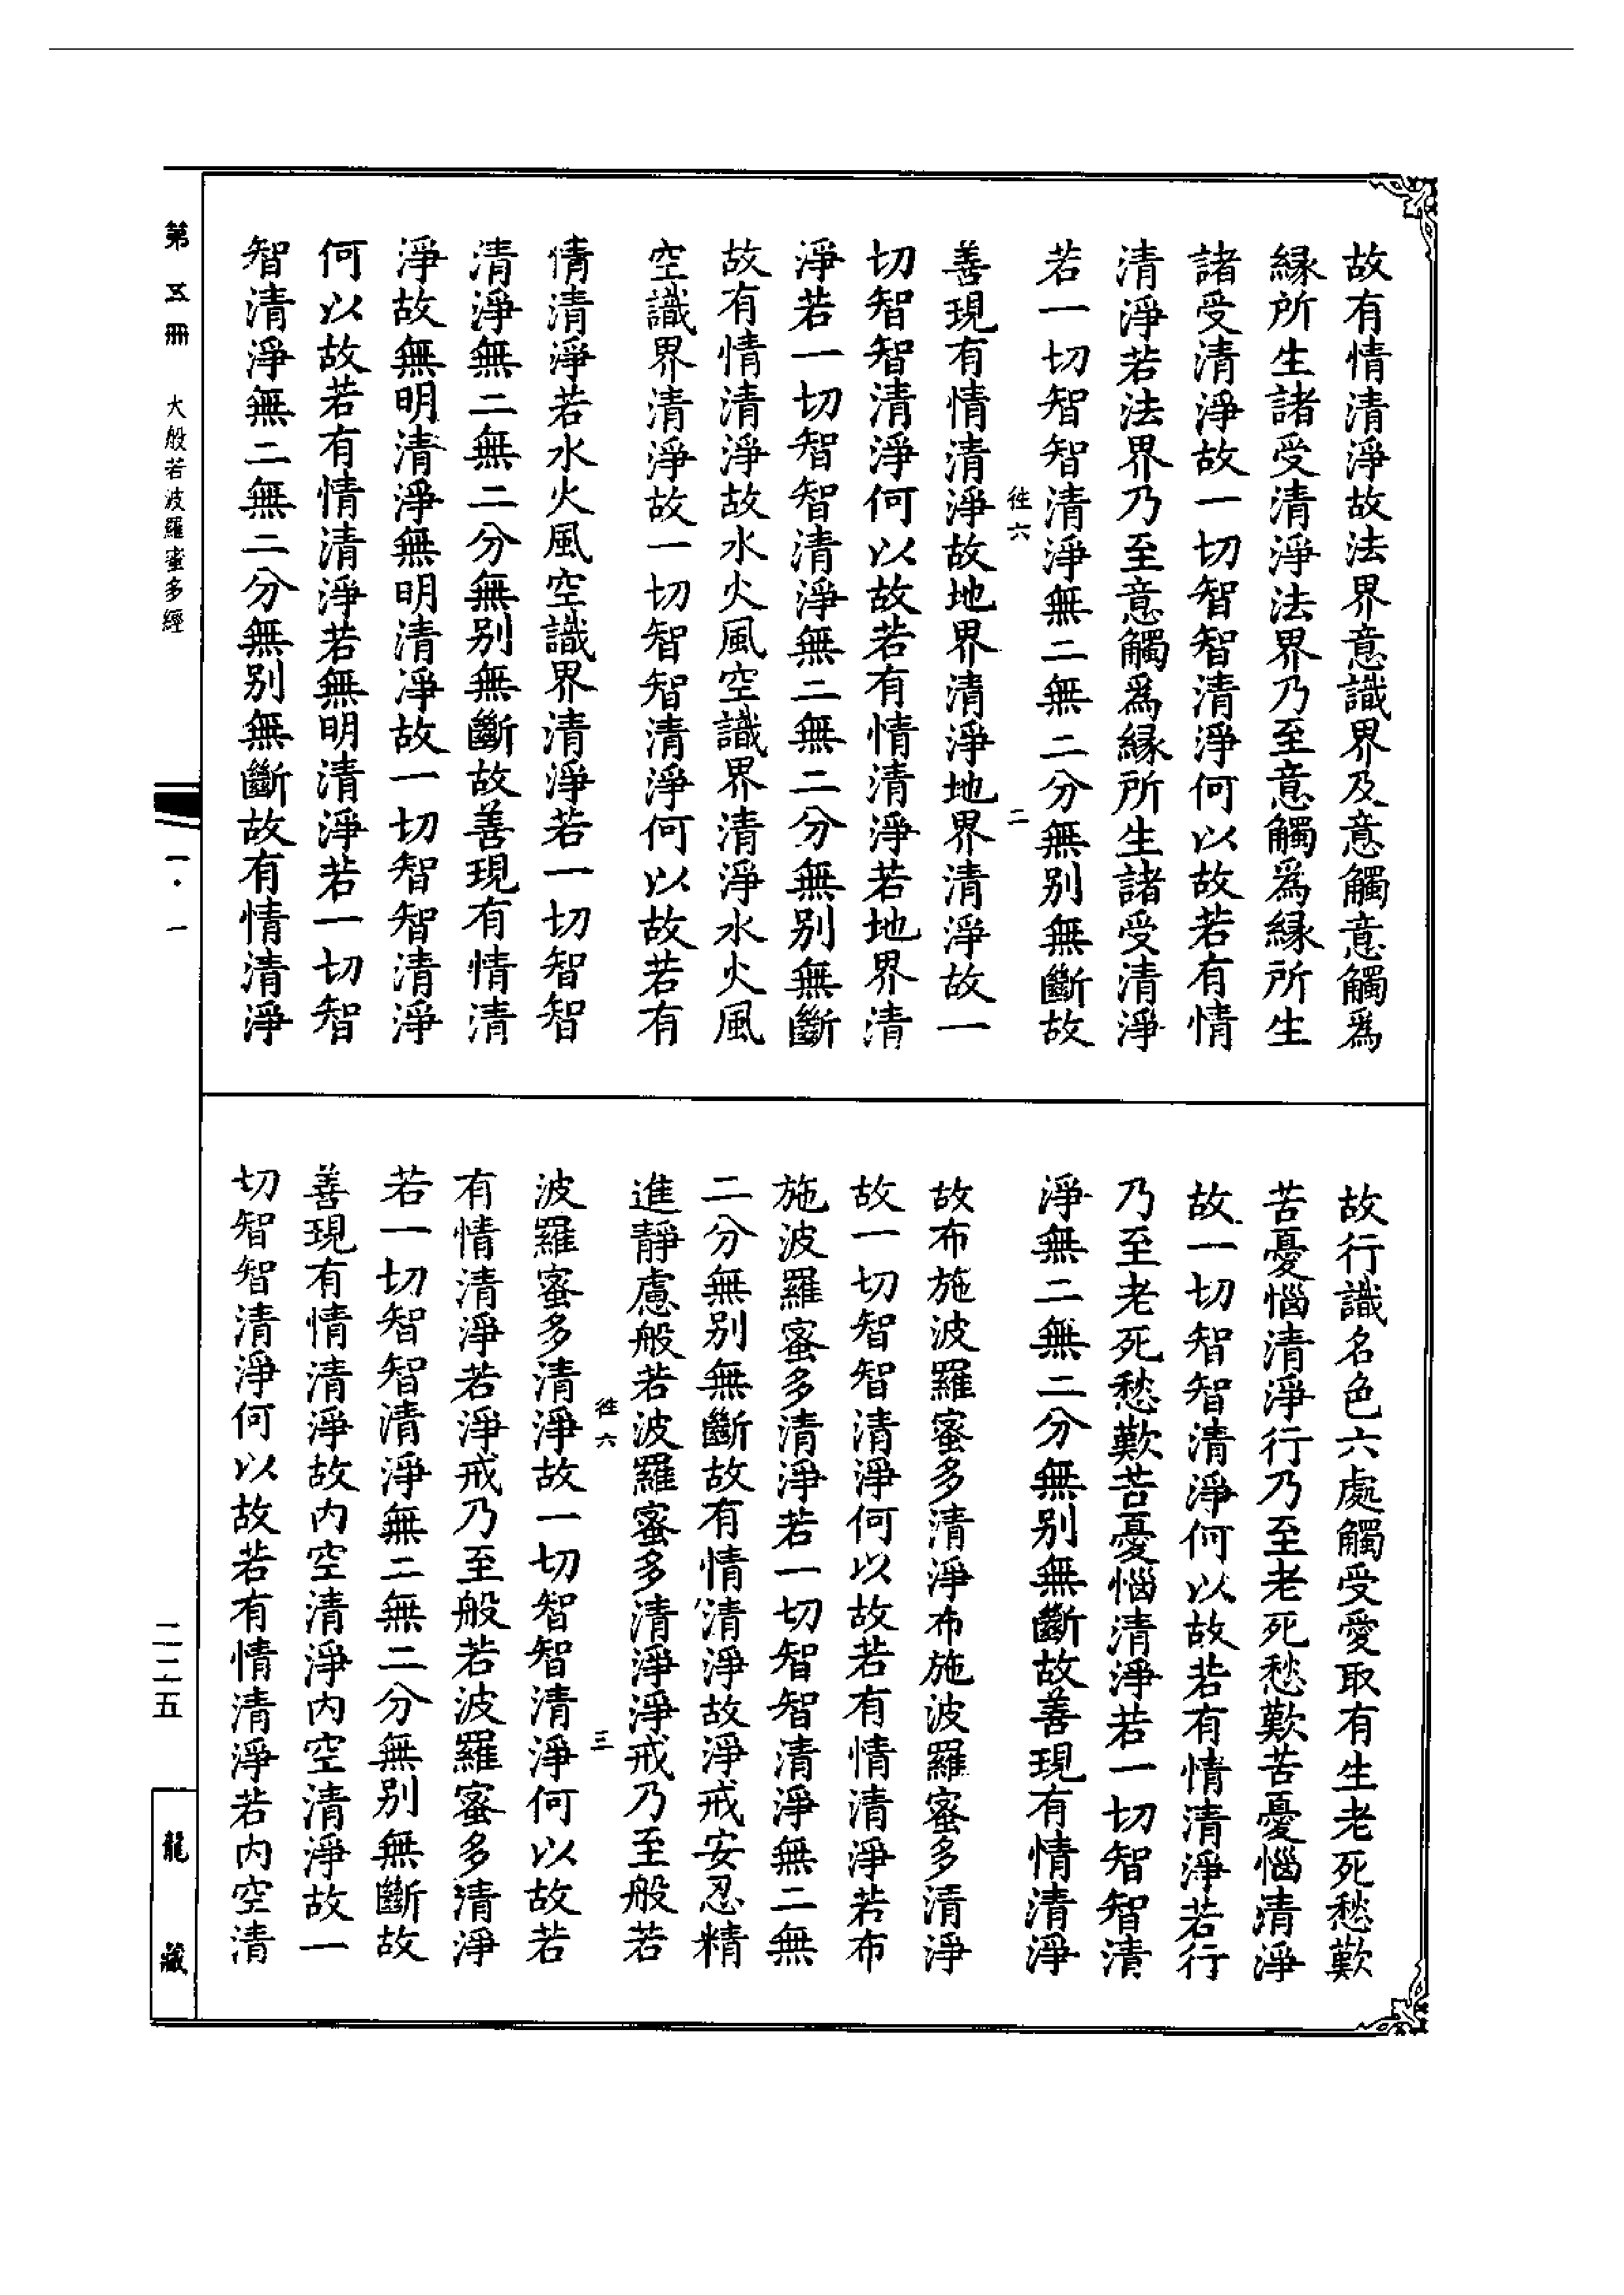 故有情清淨故法界意識界及意觸意觸爲
緣所生諸受清淨法界乃至意觸爲緣所生
諸受清淨故一切智智清淨何以故若有情
清淨若法界乃至意觸爲緣所生諸受清淨
若一切智智清淨無二無二分無別無斷故
徃六 二
善現有情清淨故地界清淨地界清淨故一
切智智清淨何以故若有情清淨若地界清
淨若一切智智清淨無二無二分無別無斷
故有情清淨故水火風空識界清淨水火風
空識界清淨故一切智智清淨何以故若有
情清淨若水火風空識界清淨若一切智智
清淨無二無二分無別無斷故善現有情清
淨故無明清淨無明清淨故一切智智清淨
何以故若有情清淨若無明清淨若一切智
智清淨無二無二分無別無斷故有情清淨
故行識名色六處觸受愛取有生老死愁歎
苦憂惱清淨行乃至老死愁歎苦憂惱清淨
故一切智智清淨何以故若有情清淨若行
乃至老死愁歎苦憂惱清淨若一切智智清
淨無二無二分無別無斷故善現有情清淨
故布施波羅蜜多清淨布施波羅蜜多清淨
故一切智智清淨何以故若有情清淨若布
施波羅蜜多清淨若一切智智清淨無二無
二分無別無斷故有情清淨故淨戒安忍精
進靜慮般若波羅蜜多清淨淨戒乃至般若
徃六 三
波羅蜜多清淨故一切智智清淨何以故若
有情清淨若淨戒乃至般若波羅蜜多清淨
若一切智智清淨無二無二分無別無斷故
善現有情清淨故內空清淨內空清淨故一
切智智清淨何以故若有情清淨若內空清
第五冊 大般若波羅蜜多經
一·一
二二五
龍藏